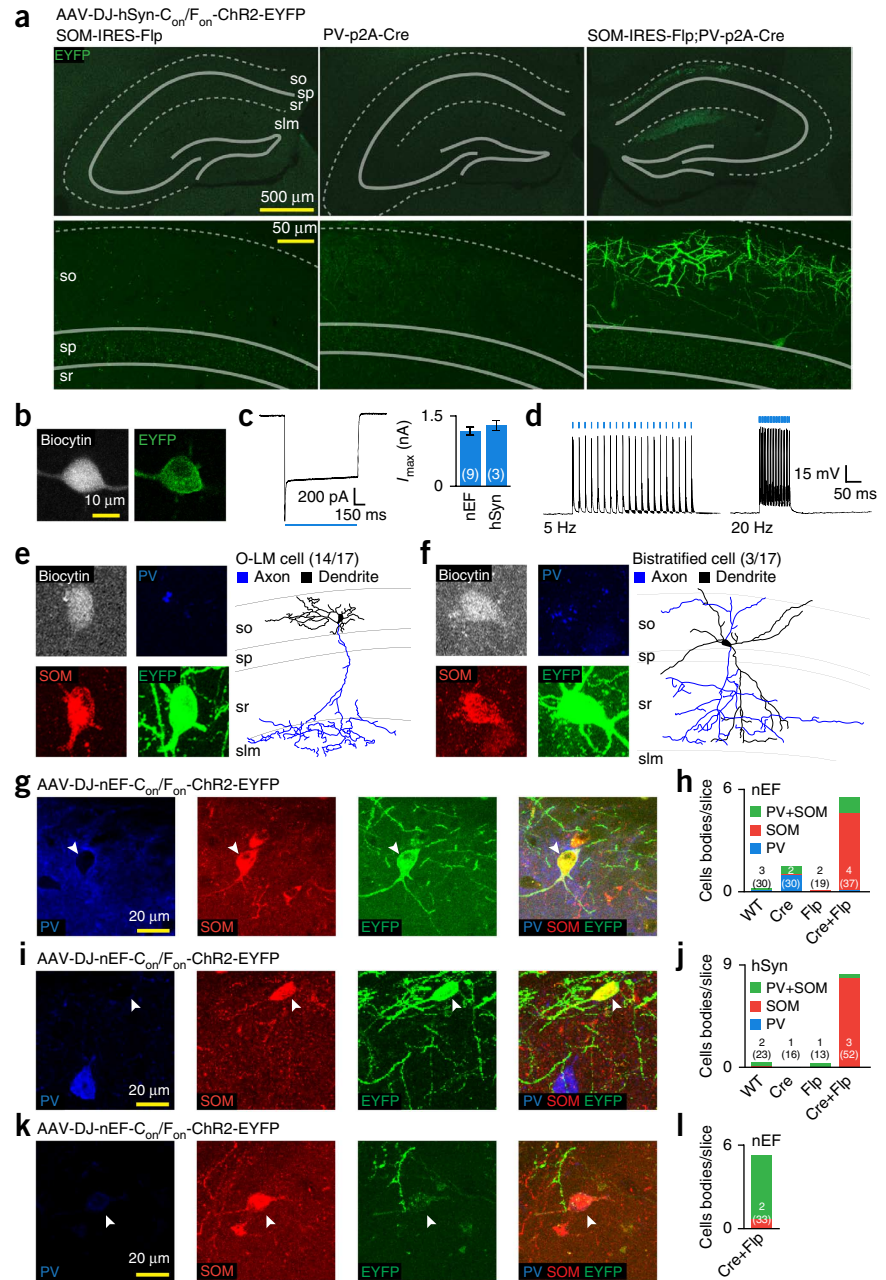 a
AAV-DJ-hSyn-Con/Fon-ChR2-EYFP
SOM-IRES-Flp
PV-p2A-Cre
SOM-IRES-Flp;PV-p2A-Cre
EYFP
so
sp
sr
slm
500 μm
50 μm
so
sp
sr
b
Biocytin
EYFP
10 μm
c
200 pA
150 ms
Imax (nA)
1.5
0
(9)
(3)
nEF
hSyn
d
5 Hz
20 Hz
15 mV
50 ms
e
Biocytin
PV
SOM
EYFP
O-LM cell (14/17)
Axon Dendrite
so
sp
sr
slm
f
Biocytin
PV
SOM
EYFP
Bistratified cell (3/17)
Axon Dendrite
so
sp
sr
slm
g
AAV-DJ-nEF-Con/Fon-ChR2-EYFP
PV
20 μm
SOM
EYFP
PV SOM EYFP
h
nEF
Cells bodies/slice
6
0
PV+SOM
SOM
PV
3 2 2 4
(30) (30) (19) (37)
WT Cre Flp Cre+Flp
i
AAV-DJ-nEF-Con/Fon-ChR2-EYFP
PV
20 μm
SOM
EYFP
PV SOM EYFP
j
hSyn
Cells bodies/slice
9
0
PV+SOM
SOM
PV
2 1 1 3
(23) (16) (13) (52)
WT Cre Flp Cre+Flp
k
AAV-DJ-nEF-Con/Fon-ChR2-EYFP
PV
20 μm
SOM
EYFP
PV SOM EYFP
l
nEF
Cells bodies/slice
6
0
2
(33)
Cre+Flp